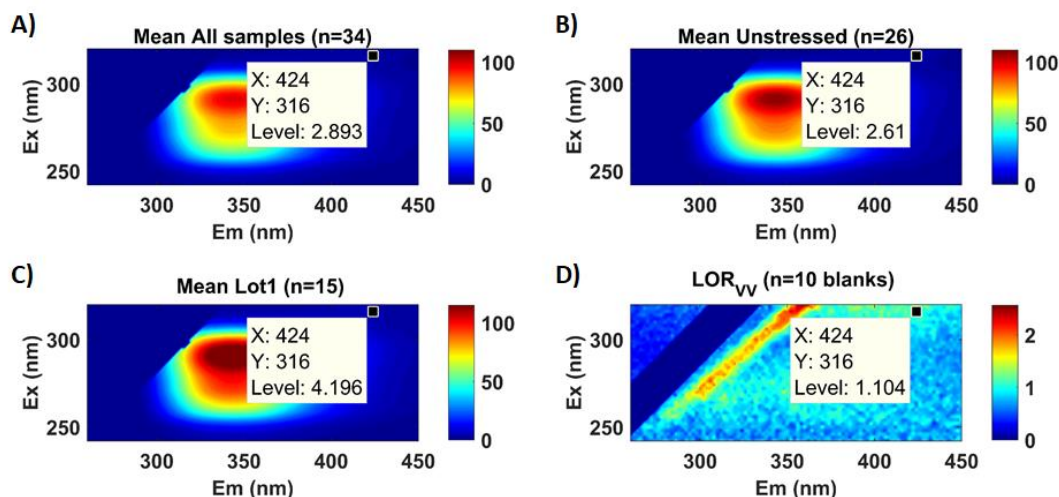 A)
Mean All samples (n=34)
Ex (nm)
300
250
X: 424
Y: 316
Level: 2.893
300
350
400
450
Em (nm)
100
50
0
B)
Mean Unstressed (n=26)
Ex (nm)
300
250
X: 424
Y: 316
Level: 2.61
300
350
400
450
Em (nm)
100
50
0
C)
Mean Lot1 (n=15)
Ex (nm)
300
250
X: 424
Y: 316
Level: 4.196
300
350
400
450
Em (nm)
100
50
0
D)
LORVV (n=10 blanks)
Ex (nm)
300
250
X: 424
Y: 316
Level: 1.104
300
350
400
450
Em (nm)
2
1
0